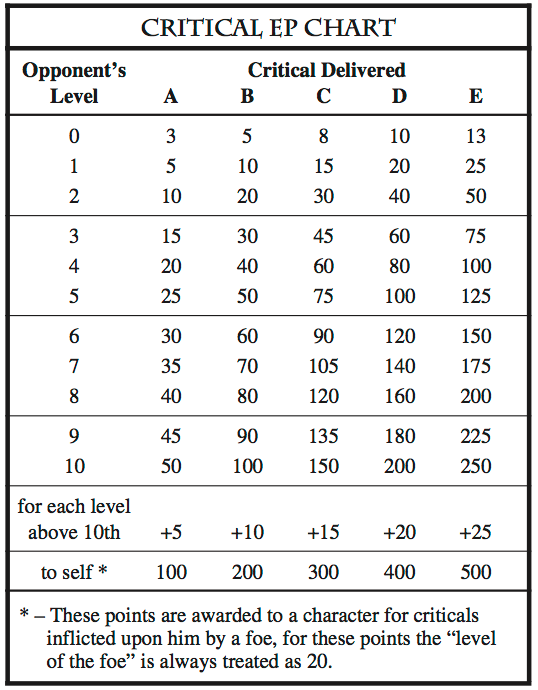 CRITICAL EP CHART
Opponent's Critical Delivered
Level A B C D E
0 3 5 8 10 13
1 5 10 15 20 25
2 10 20 30 40 50
3 15 30 45 60 75
4 20 40 60 80 100
5 25 50 75 100 125
6 30 60 90 120 150
7 35 70 105 140 175
8 40 80 120 160 200
9 45 90 135 180 225
10 50 100 150 200 250
for each level
above 10th +5 +10 +15 +20 +25
to self * 100 200 300 400 500
* – These points are awarded to a character for criticals
inflicted upon him by a foe, for these points the “level
of the foe” is always treated as 20.